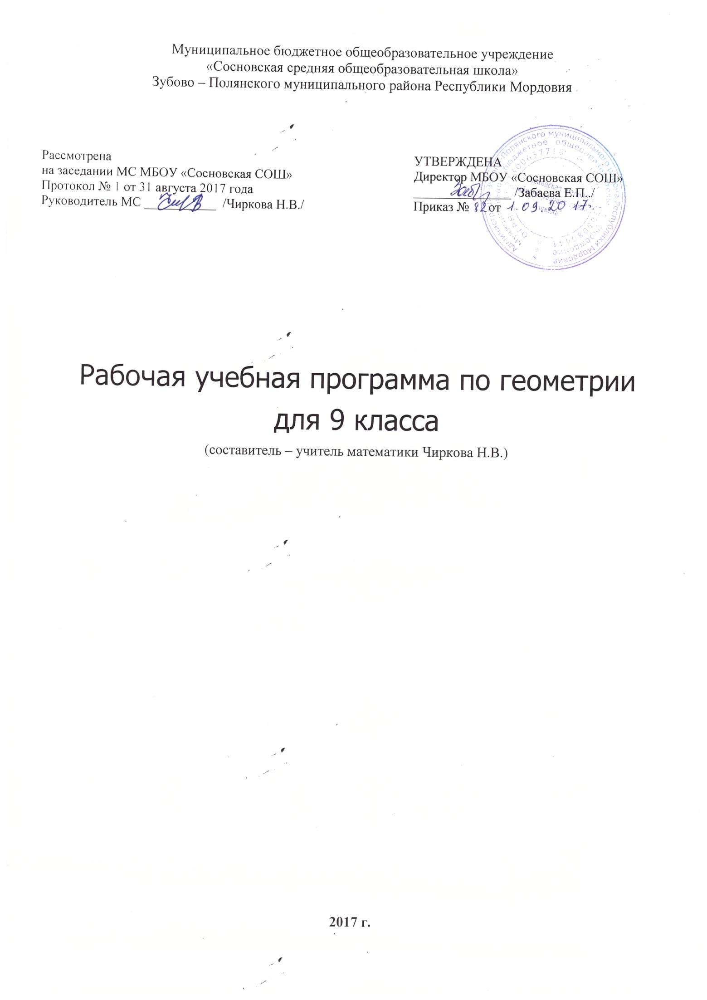 Муниципальное бюджетное общеобразовательное учреждение
«Сосновская средняя общеобразовательная школа»
Зубово – Полянского муниципального района Республики Мордовия
Рассмотрена
на заседании МС МБОУ «Сосновская СОШ»
Протокол № 1 от 31 августа 2017 года
Руководитель МС ____________ /Чиркова Н.В./
УТВЕРЖДЕНА
Директор МБОУ «Сосновская СОШ»
________________ /Забаева Е.П../
Приказ № 82 от 1.09.2017.
Рабочая учебная программа по геометрии
для 9 класса
(составитель – учитель математики Чиркова Н.В.)
2017 г.